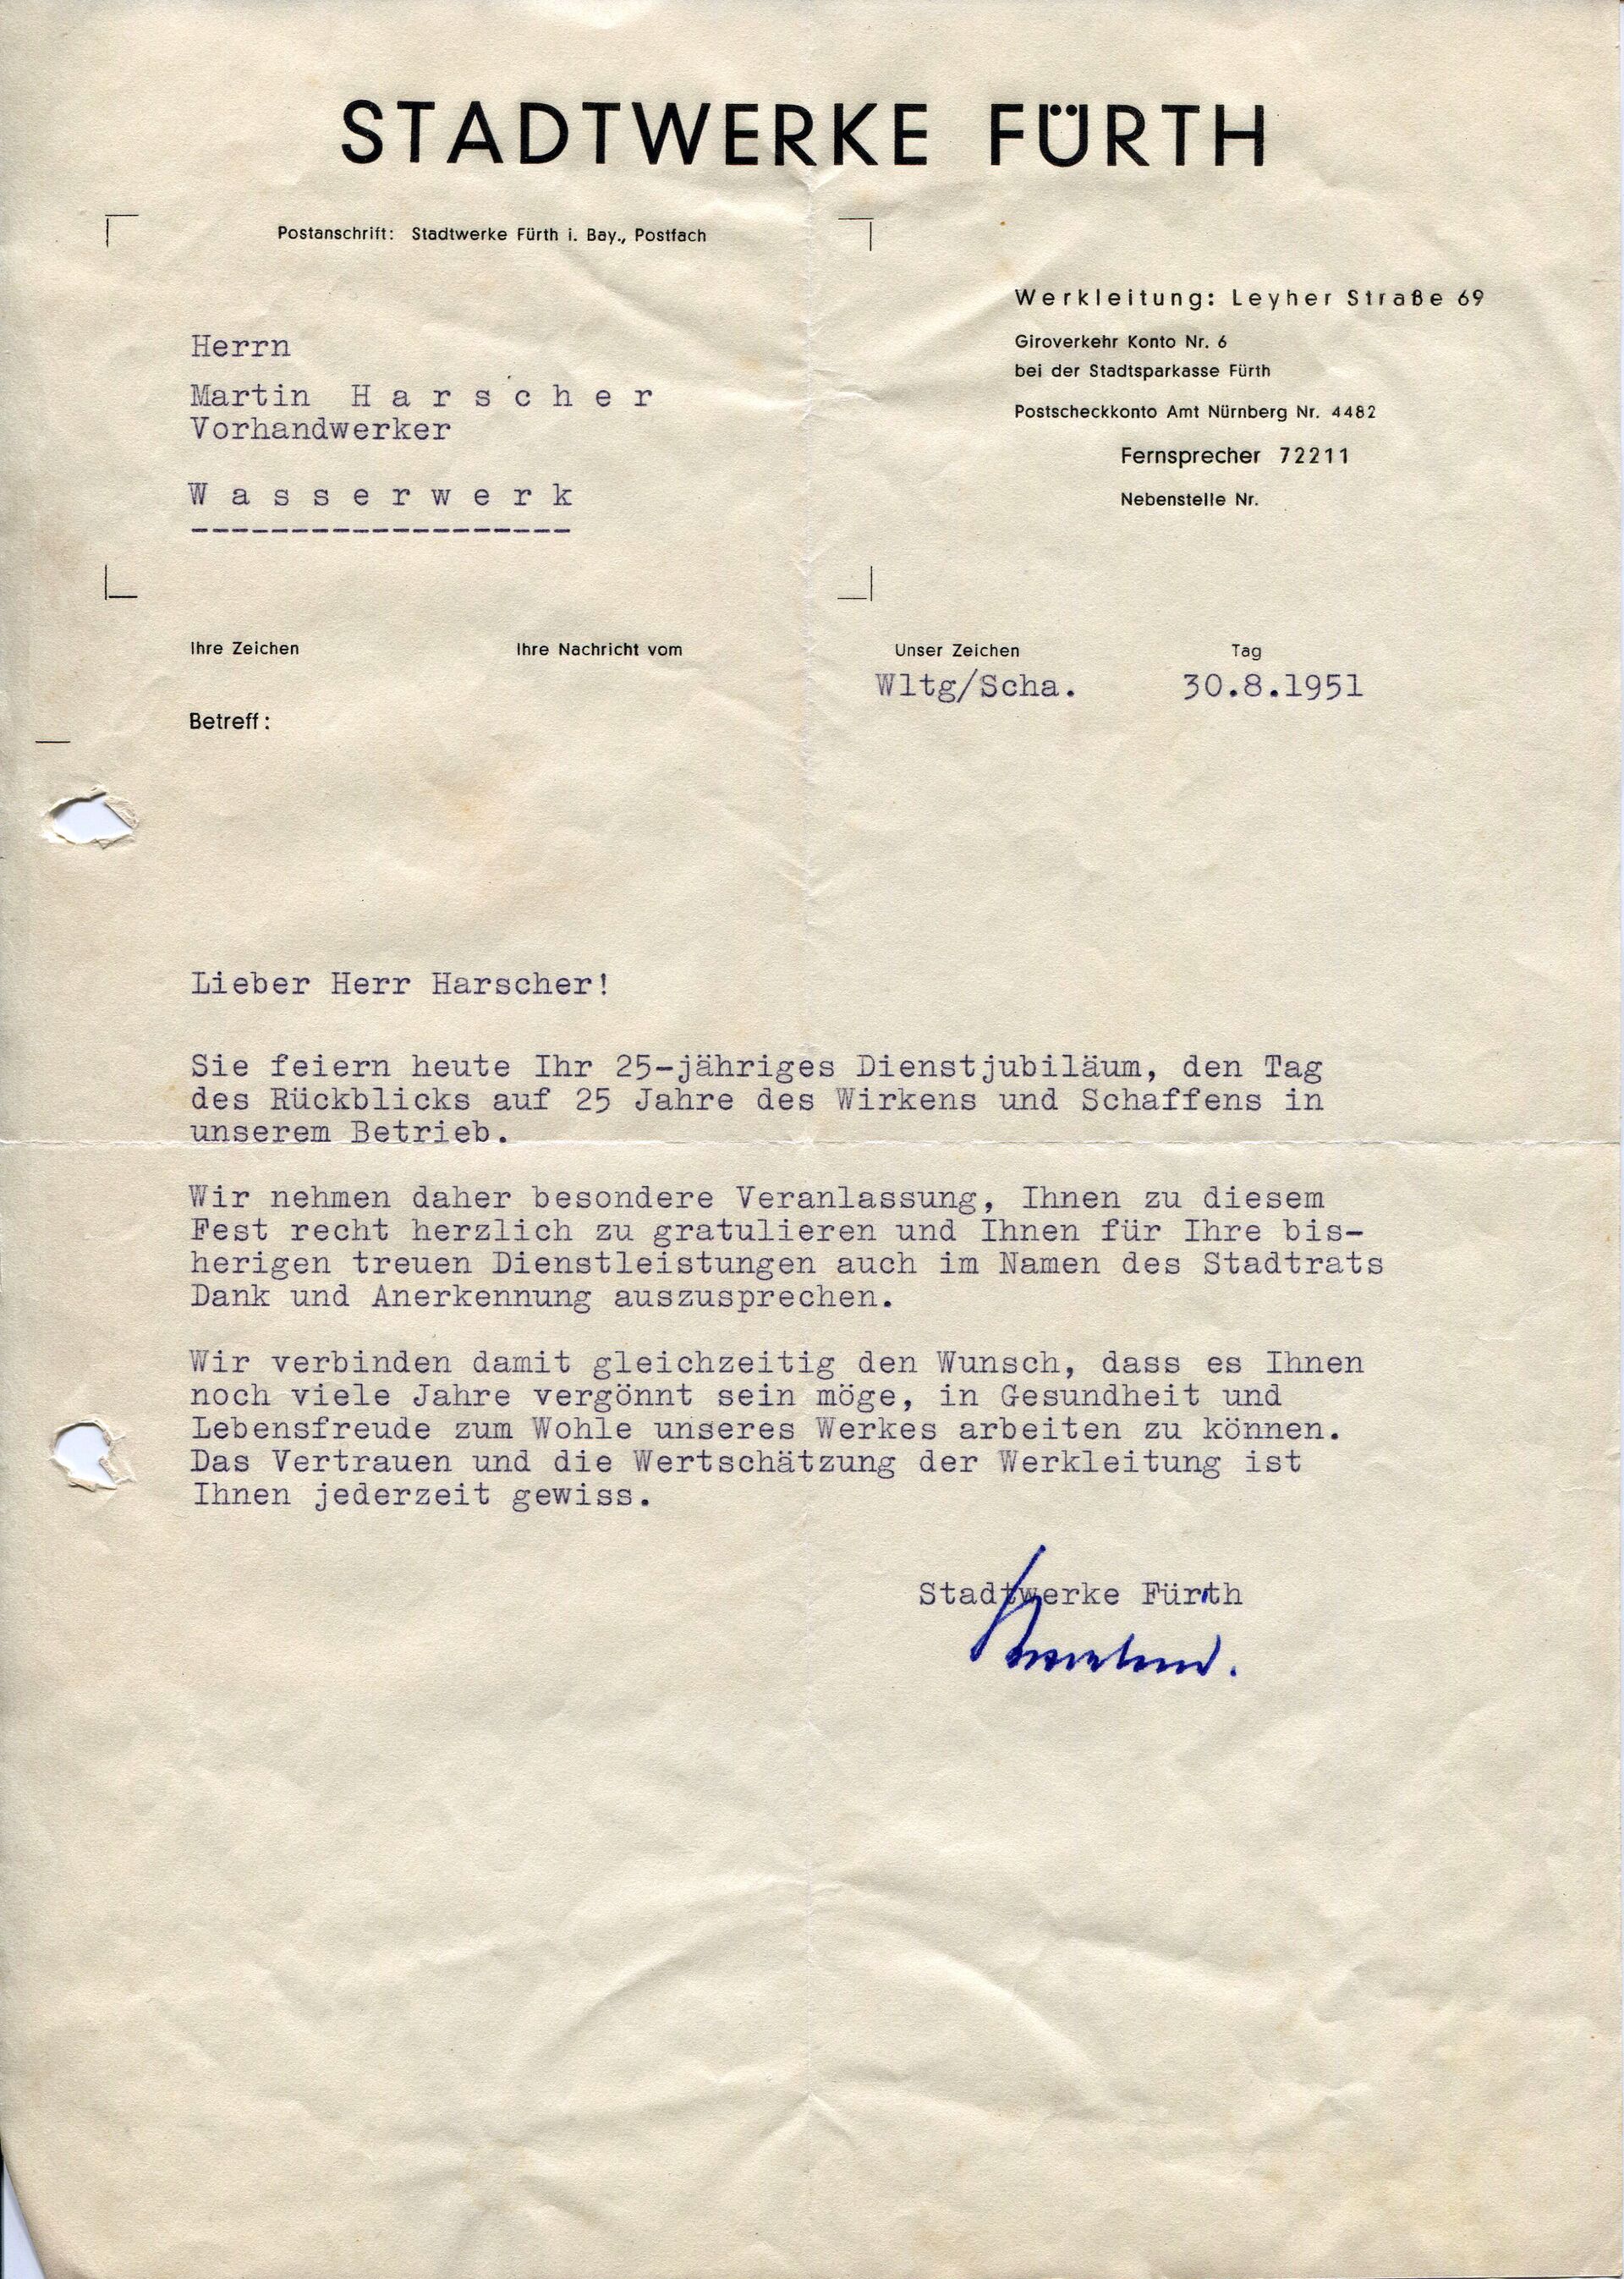 STADTWERKE FÜRTH
Postanschrift: Stadtwerke Fürth i. Bay., Postfach
Werkleitung: Leyher Straße 69
Giroverkehr Konto Nr. 6
bei der Stadtsparkasse Fürth
Postscheckkonto Amt Nürnberg Nr. 4482
Fernsprecher 72211
Nebenstelle Nr.
Herrn
Martin H a r s c h e r
Vorhandwerker
W a s s e r w e r k
Ihre Zeichen Ihre Nachricht vom Unser Zeichen Tag
Wltg/Scha. 30.8.1951
Betreff:
Lieber Herr Harscher!
Sie feiern heute Ihr 25-jähriges Dienstjubiläum, den Tag
des Rückblicks auf 25 Jahre des Wirkens und Schaffens in
unserem Betrieb.
Wir nehmen daher besondere Veranlassung, Ihnen zu diesem
Fest recht herzlich zu gratulieren und Ihnen für Ihre bis-
herigen treuen Dienstleistungen auch im Namen des Stadtrats
Dank und Anerkennung auszusprechen.
Wir verbinden damit gleichzeitig den Wunsch, dass es Ihnen
noch viele Jahre vergönnt sein möge, in Gesundheit und
Lebensfreude zum Wohle unseres Werkes arbeiten zu können.
Das Vertrauen und die Wertschätzung der Werkleitung ist
Ihnen jederzeit gewiss.
Stadtwerke Fürth